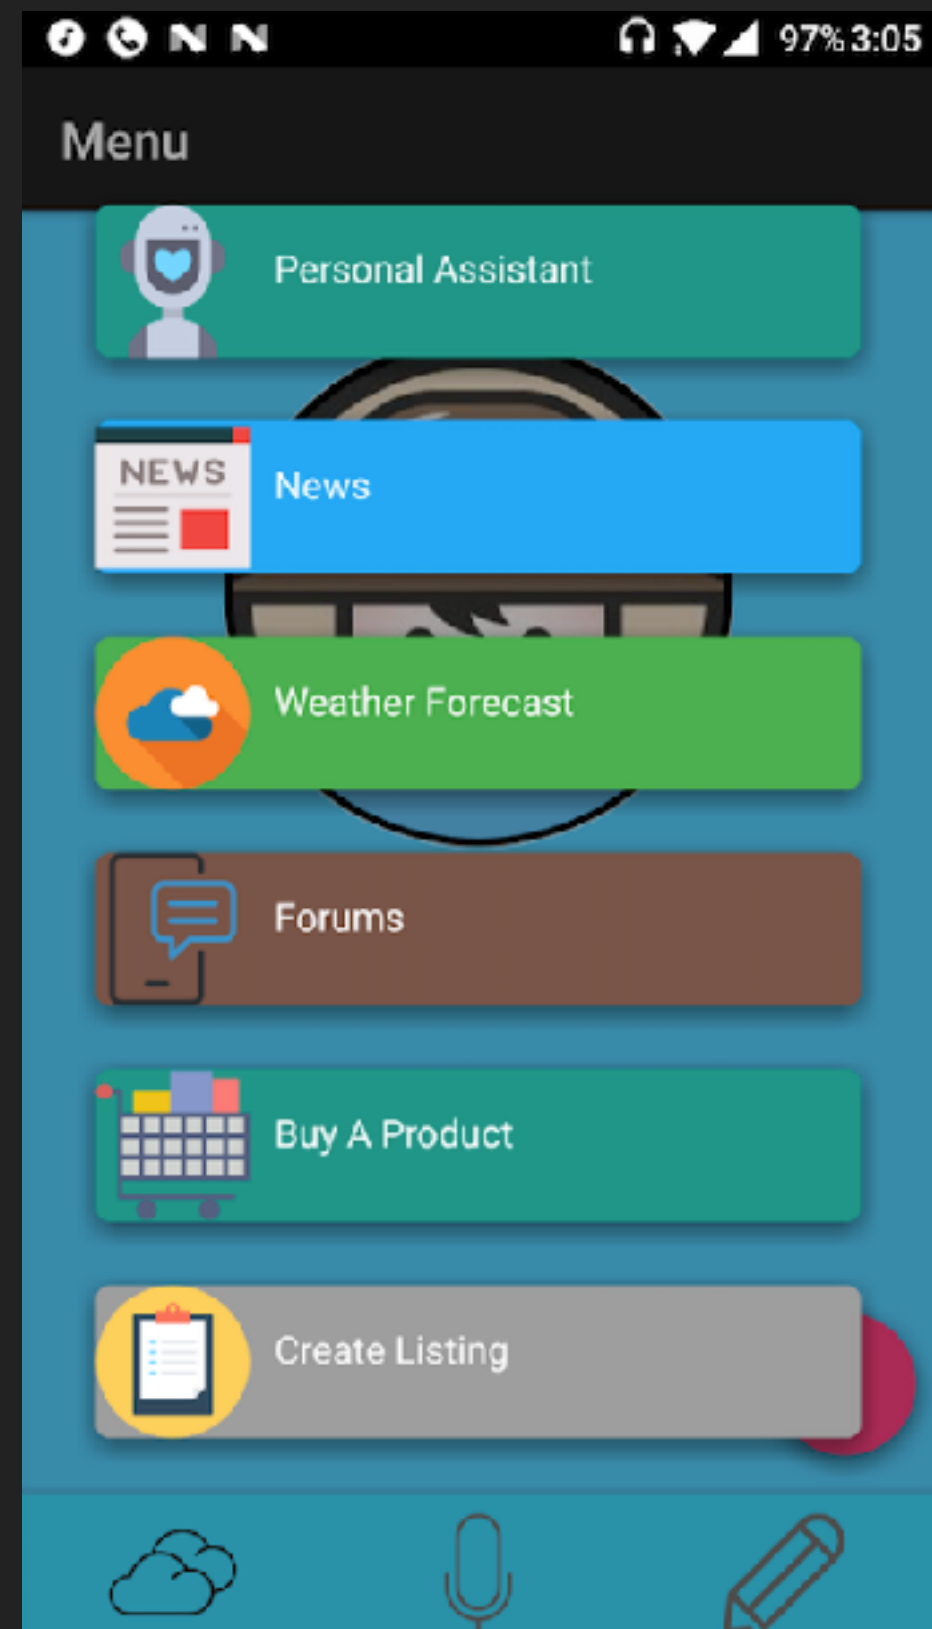 97% 3:05
Menu
Personal Assistant
NEWS
News
Weather Forecast
Forums
Buy A Product
Create Listing